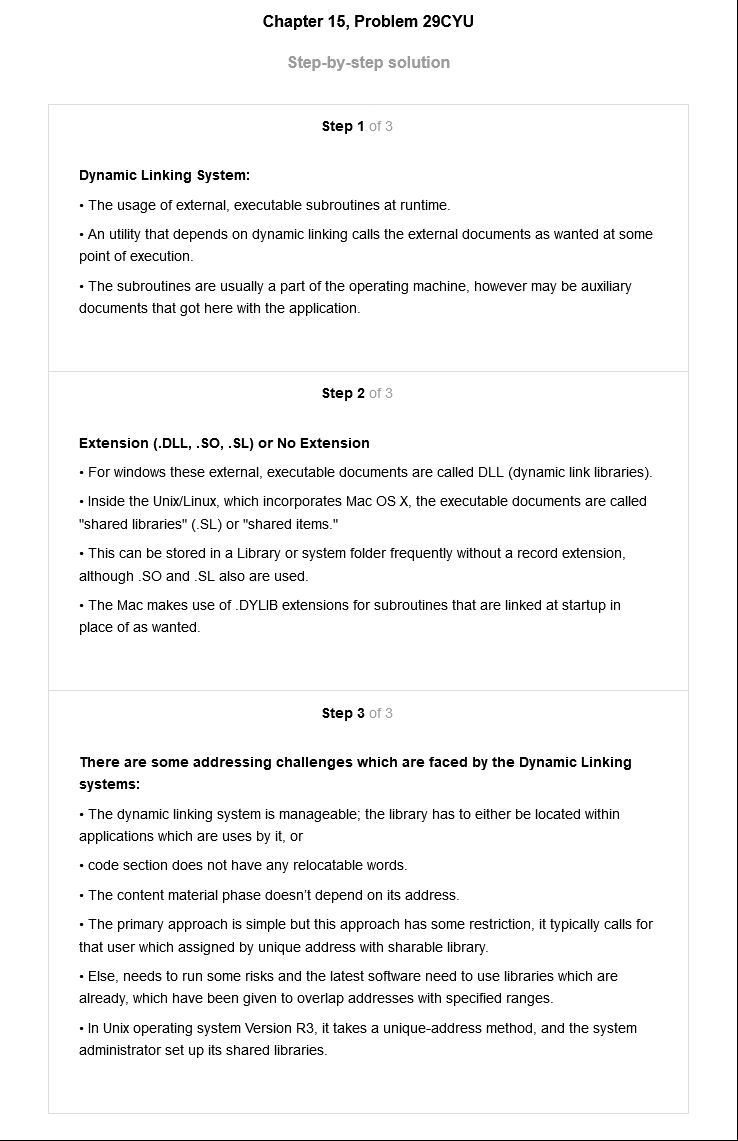 Chapter 15, Problem 29CYU
Step-by-step solution
Step 1 of 3
Dynamic Linking System:
• The usage of external, executable subroutines at runtime.
• An utility that depends on dynamic linking calls the external documents as wanted at some
point of execution.
• The subroutines are usually a part of the operating machine, however may be auxiliary
documents that got here with the application.
Step 2 of 3
Extension (.DLL, .SO, .SL) or No Extension
• For windows these external, executable documents are called DLL (dynamic link libraries).
• Inside the Unix/Linux, which incorporates Mac OS X, the executable documents are called
"shared libraries" (.SL) or "shared items."
• This can be stored in a Library or system folder frequently without a record extension,
although .SO and .SL also are used.
• The Mac makes use of .DYLIB extensions for subroutines that are linked at startup in
place of as wanted.
Step 3 of 3
There are some addressing challenges which are faced by the Dynamic Linking
systems:
• The dynamic linking system is manageable; the library has to either be located within
applications which are uses by it, or
• code section does not have any relocatable words.
• The content material phase doesn't depend on its address.
• The primary approach is simple but this approach has some restriction, it typically calls for
that user which assigned by unique address with sharable library.
• Else, needs to run some risks and the latest software need to use libraries which are
already, which have been given to overlap addresses with specified ranges.
• In Unix operating system Version R3, it takes a unique-address method, and the system
administrator set up its shared libraries.